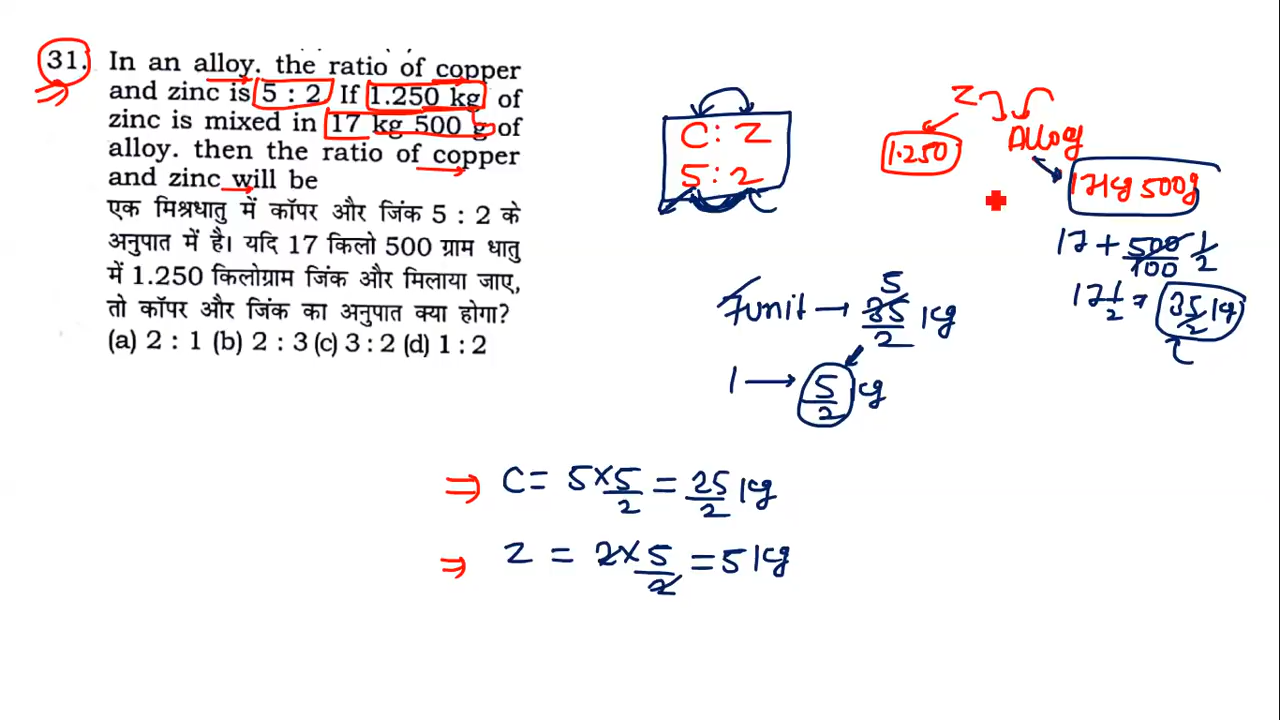 31. In an alloy. the ratio of copper
and zinc is 5 : 2 If 1.250 kg of
zinc is mixed in 17 kg 500 g of
alloy. then the ratio of copper
and zinc will be
एक मिश्रधातु में कॉपर और जिंक 5 : 2 के
अनुपात में है। यदि 17 किलो 500 ग्राम धातु
में 1.250 किलोग्राम जिंक और मिलाया जाए,
तो कॉपर और जिंक का अनुपात क्या होगा?
(a) 2 : 1 (b) 2 : 3 (c) 3 : 2 (d) 1 : 2
C : Z
5 : 2
Z
Alloy
1.250
17kg 500g
17 + 500/100 1/2
17 1/2 = 35/2 kg
7unit → 35/2 kg
5
1 → 5/2 kg
⇒ C = 5 × 5/2 = 25/2 kg
⇒ Z = 2 × 5/2 = 5 kg